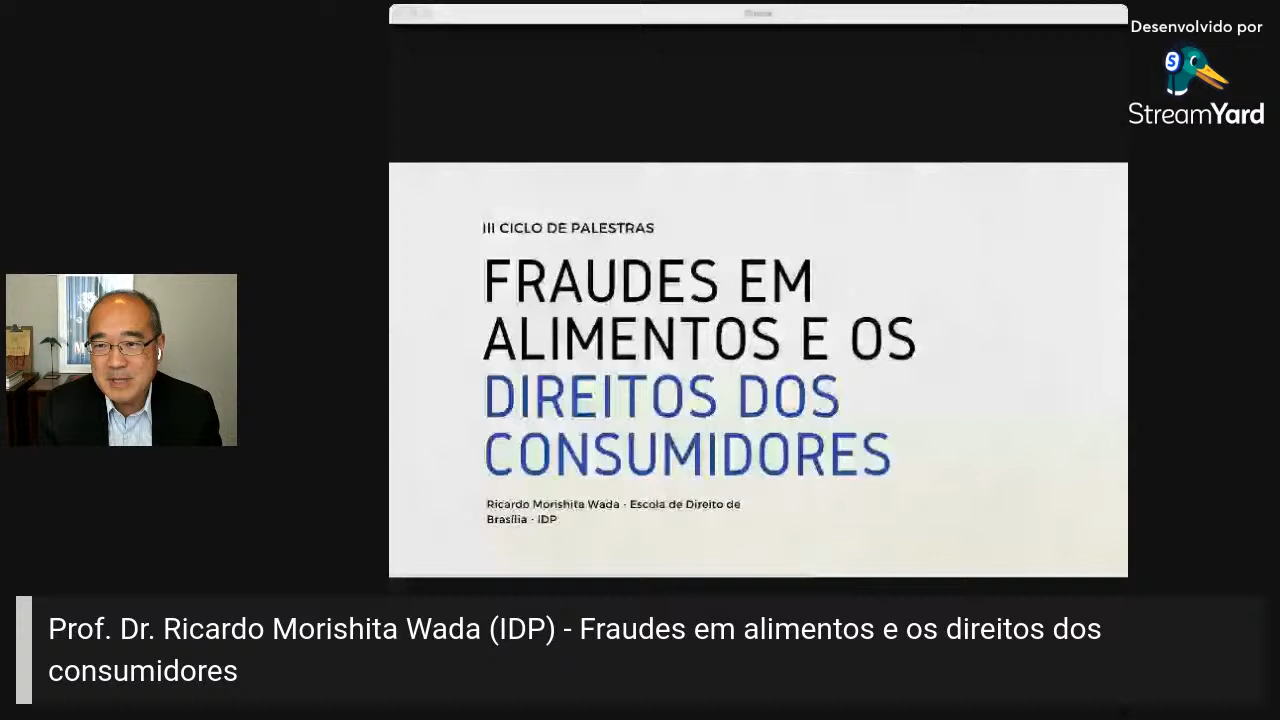 Desenvolvido por
StreamYard
III CICLO DE PALESTRAS
FRAUDES EM
ALIMENTOS E OS
DIREITOS DOS
CONSUMIDORES
Ricardo Morishita Wada - Escola de Direito de
Brasília - IDP
Prof. Dr. Ricardo Morishita Wada (IDP) - Fraudes em alimentos e os direitos dos
consumidores